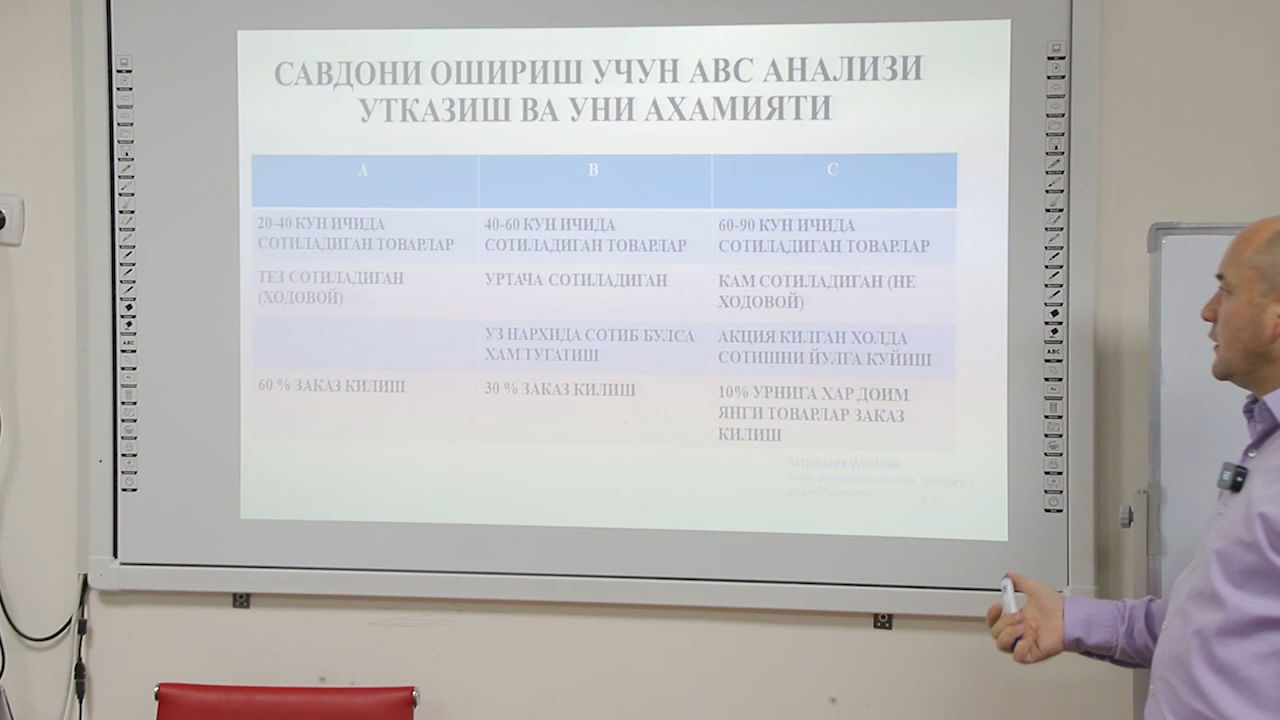 САВДОНИ ОШИРИШ УЧУН АВС АНАЛИЗИ
УТКАЗИШ ВА УНИ АХАМИЯТИ
А
В
С
20-40 КУН ИЧИДА
СОТИЛАДИГАН ТОВАРЛАР
40-60 КУН ИЧИДА
СОТИЛАДИГАН ТОВАРЛАР
60-90 КУН ИЧИДА
СОТИЛАДИГАН ТОВАРЛАР
ТЕЗ СОТИЛАДИГАН
(ХОДОВОЙ)
УРТАЧА СОТИЛАДИГАН
КАМ СОТИЛАДИГАН (НЕ
ХОДОВОЙ)
УЗ НАРХИДА СОТИБ БУЛСА
ХАМ ТУГАТИШ
АКЦИЯ КИЛГАН ХОЛДА
СОТИШНИ ЙУЛГА КУЙИШ
60 % ЗАКАЗ КИЛИШ
30 % ЗАКАЗ КИЛИШ
10% УРНИГА ХАР ДОИМ
ЯНГИ ТОВАРЛАР ЗАКАЗ
КИЛИШ
Активация Windows
ABC
ABC